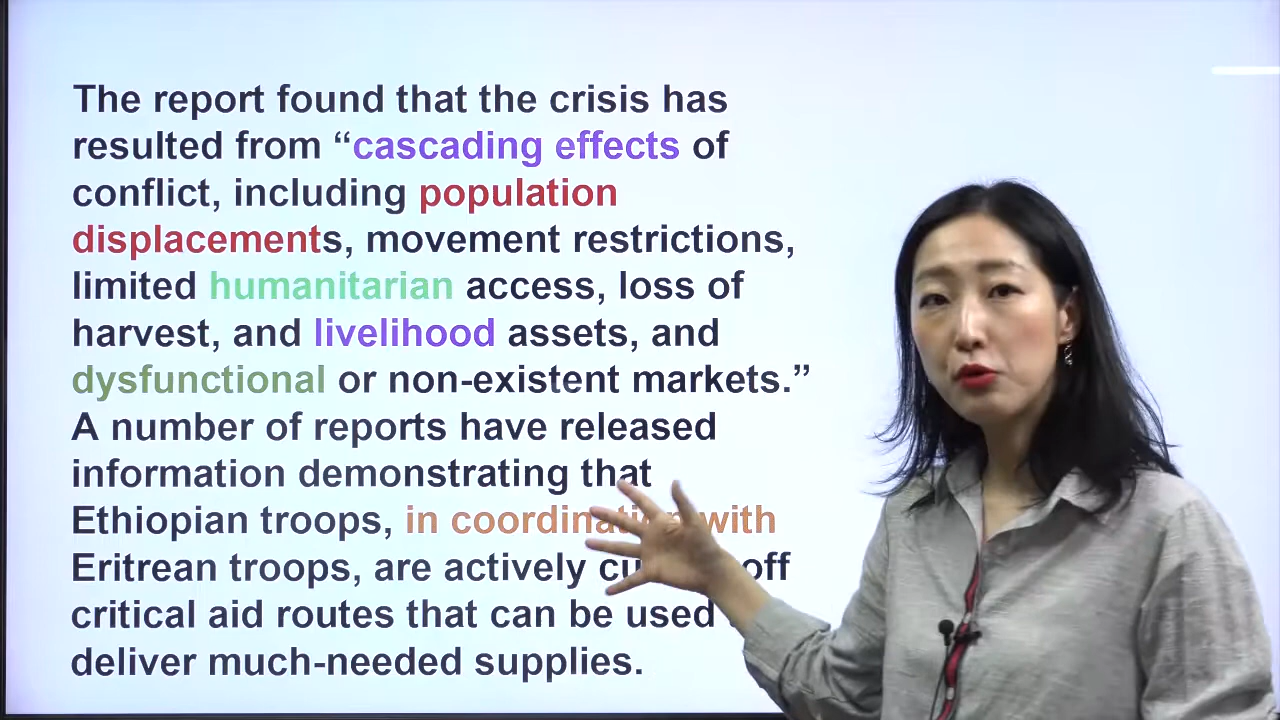 The report found that the crisis has
resulted from “cascading effects of
conflict, including population
displacements, movement restrictions,
limited humanitarian access, loss of
harvest, and livelihood assets, and
dysfunctional or non-existent markets.”
A number of reports have released
information demonstrating that
Ethiopian troops, in coordination with
Eritrean troops, are actively off
critical aid routes that can be used
deliver much-needed supplies.